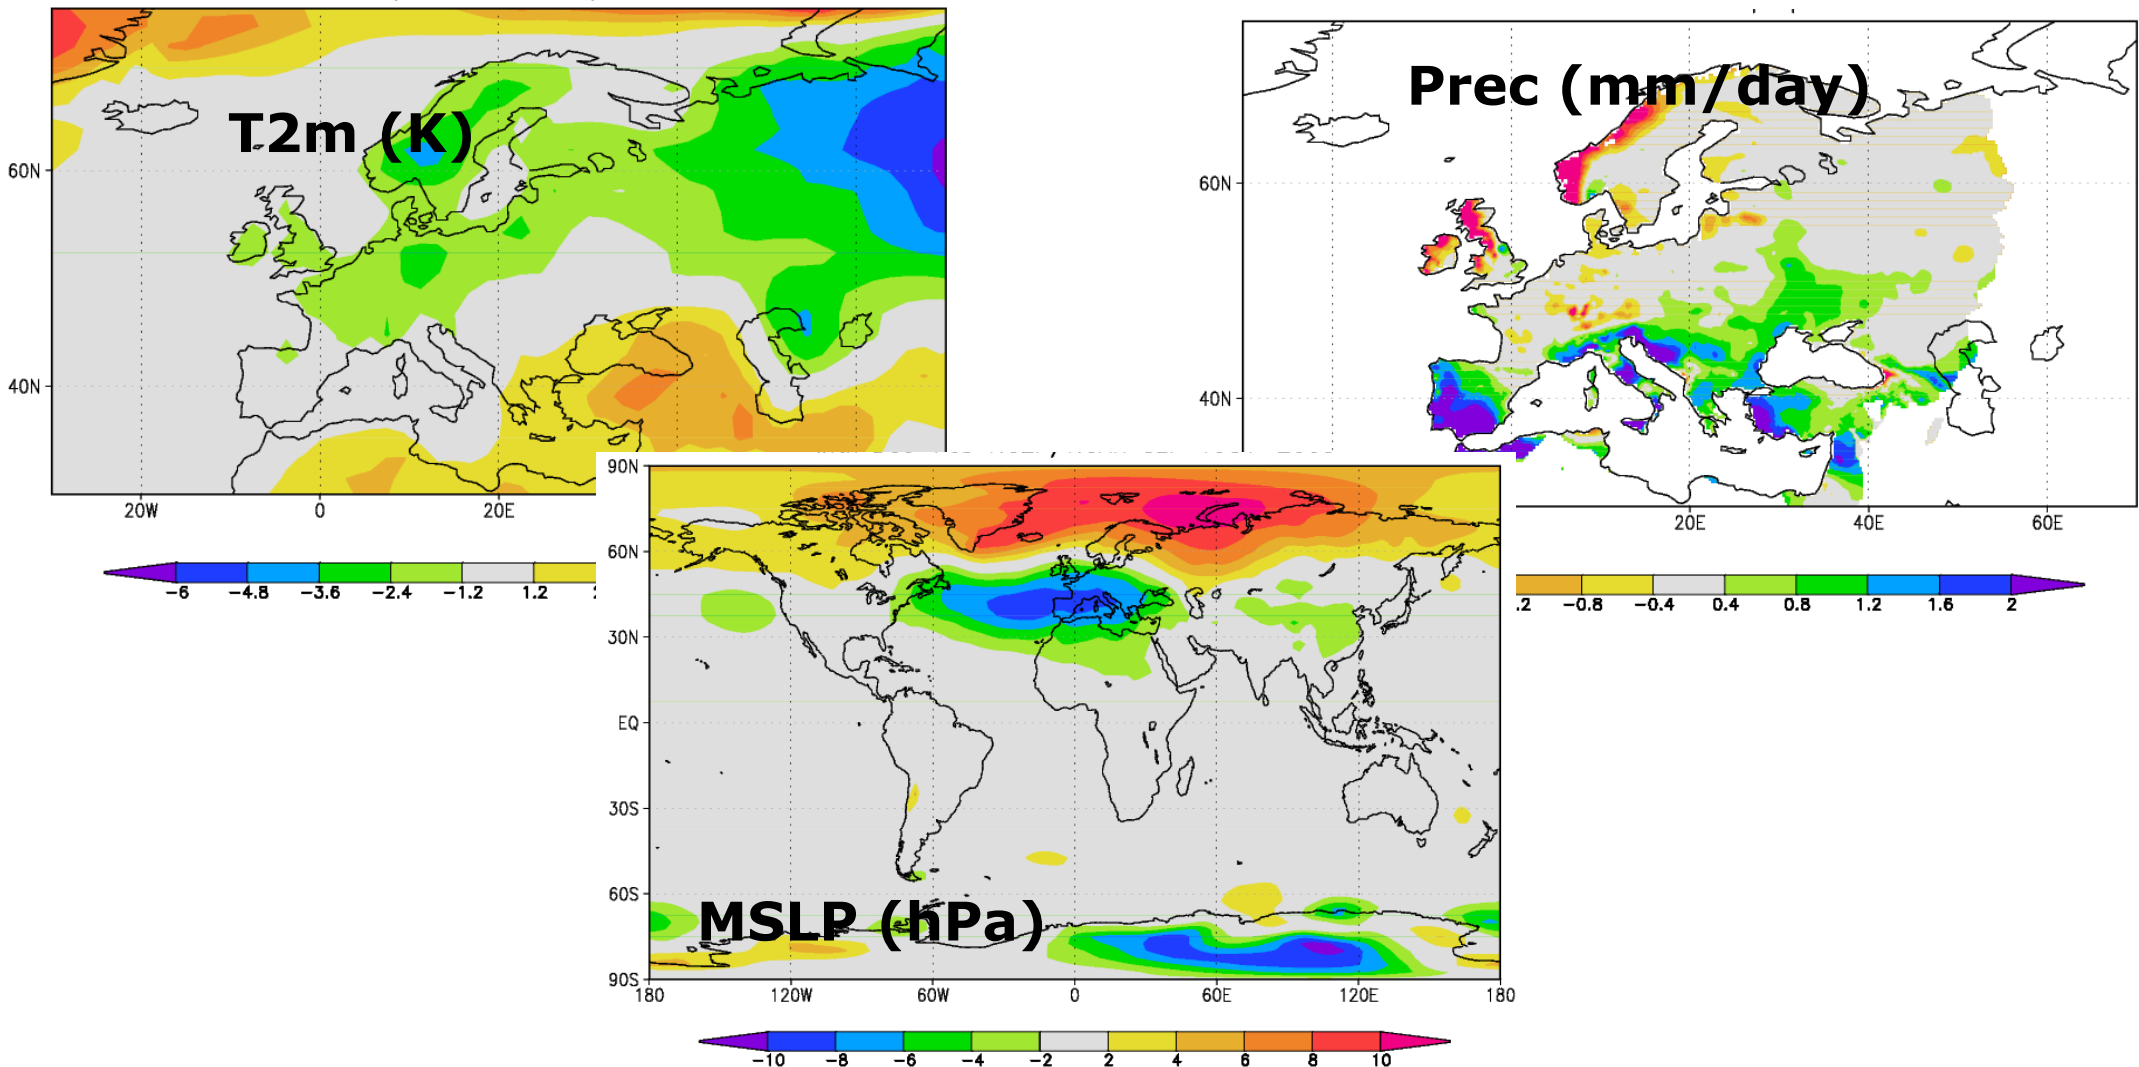 T2m (K)
60N
40N
20W 0 20E
-6 -4.8 -3.6 -2.4 -1.2 1.2
Prec (mm/day)
60N
40N
20E 40E 60E
-0.8 -0.4 0.4 0.8 1.2 1.6 2
90N
60N
30N
EQ
30S
60S
MSLP (hPa)
90S
180 120W 60W 0 60E 120E 180
-10 -8 -6 -4 -2 2 4 6 8 10